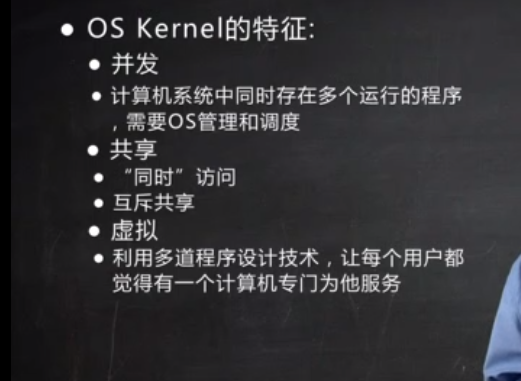 ● OS Kernel的特征:
● 并发
● 计算机系统中同时存在多个运行的程序
，需要OS管理和调度
● 共享
● “同时”访问
● 互斥共享
● 虚拟
● 利用多道程序设计技术，让每个用户都
觉得有一个计算机专门为他服务